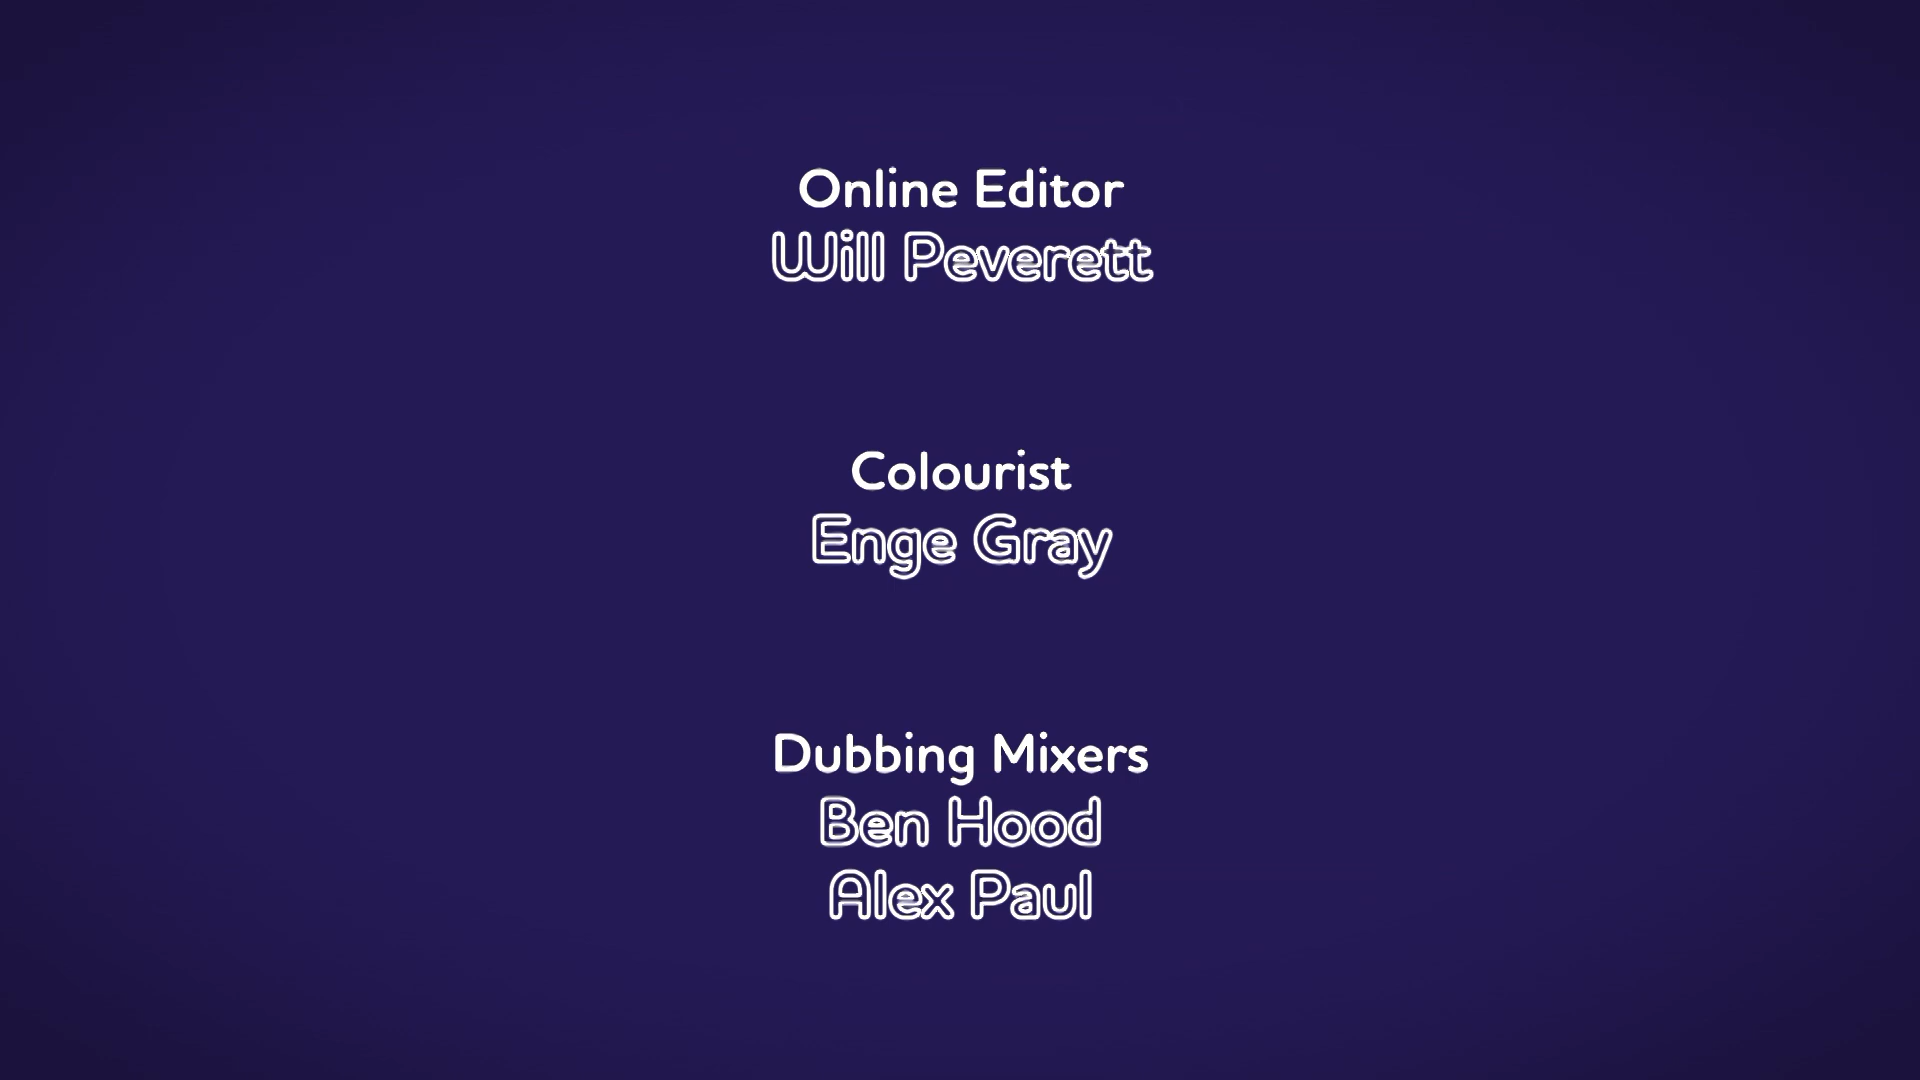 Online Editor
Will Peverett
Colourist
Enge Gray
Dubbing Mixers
Ben Hood
Alex Paul